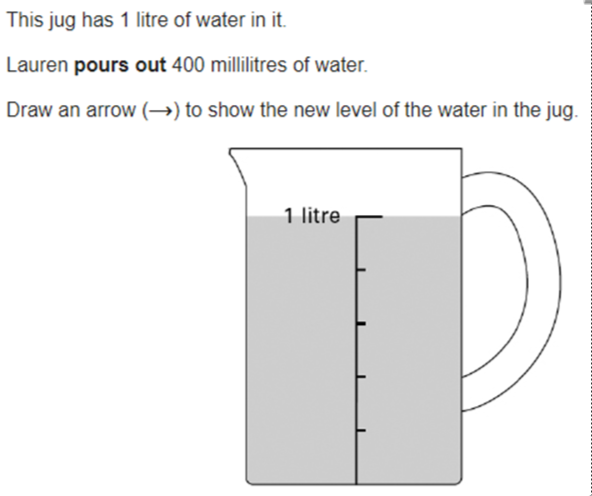 This jug has 1 litre of water in it.
Lauren pours out 400 millilitres of water.
Draw an arrow (→) to show the new level of the water in the jug.
1 litre